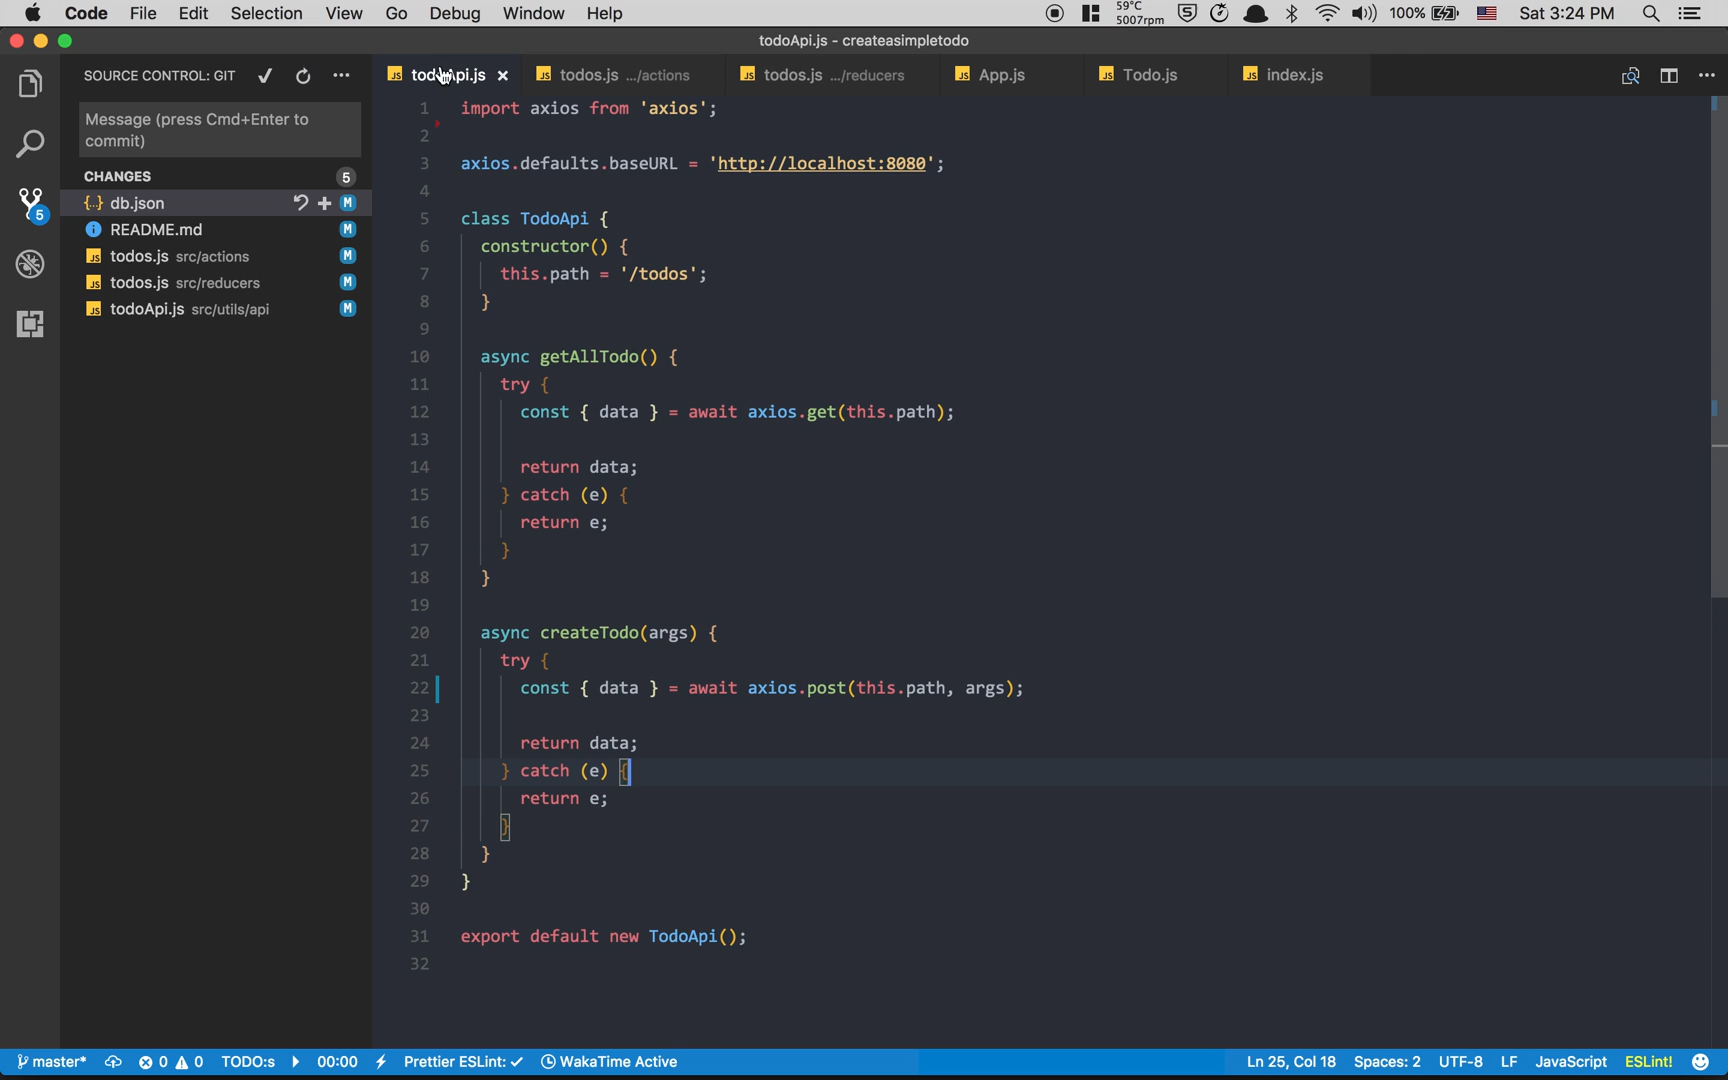 Code File Edit Selection View Go Debug Window Help 59°C 5007rpm 100% Sat 3:24 PM
todoApi.js - createasimpletodo
SOURCE CONTROL: GIT
todoApi.js todos.js .../actions todos.js .../reducers App.js Todo.js index.js
Message (press Cmd+Enter to
commit)
CHANGES 5
{..} db.json M
README.md M
todos.js src/actions M
todos.js src/reducers M
todoApi.js src/utils/api M
5
1 import axios from 'axios';
2
3 axios.defaults.baseURL = 'http://localhost:8080';
4
5 class TodoApi {
6 constructor() {
7 this.path = '/todos';
8 }
9
10 async getAllTodo() {
11 try {
12 const { data } = await axios.get(this.path);
13
14 return data;
15 } catch (e) {
16 return e;
17 }
18 }
19
20 async createTodo(args) {
21 try {
22 const { data } = await axios.post(this.path, args);
23
24 return data;
25 } catch (e) {
26 return e;
27 }
28 }
29 }
30
31 export default new TodoApi();
32
master* 0 0 TODO:s 00:00 Prettier ESLint: ✓ WakaTime Active Ln 25, Col 18 Spaces: 2 UTF-8 LF JavaScript ESLint!